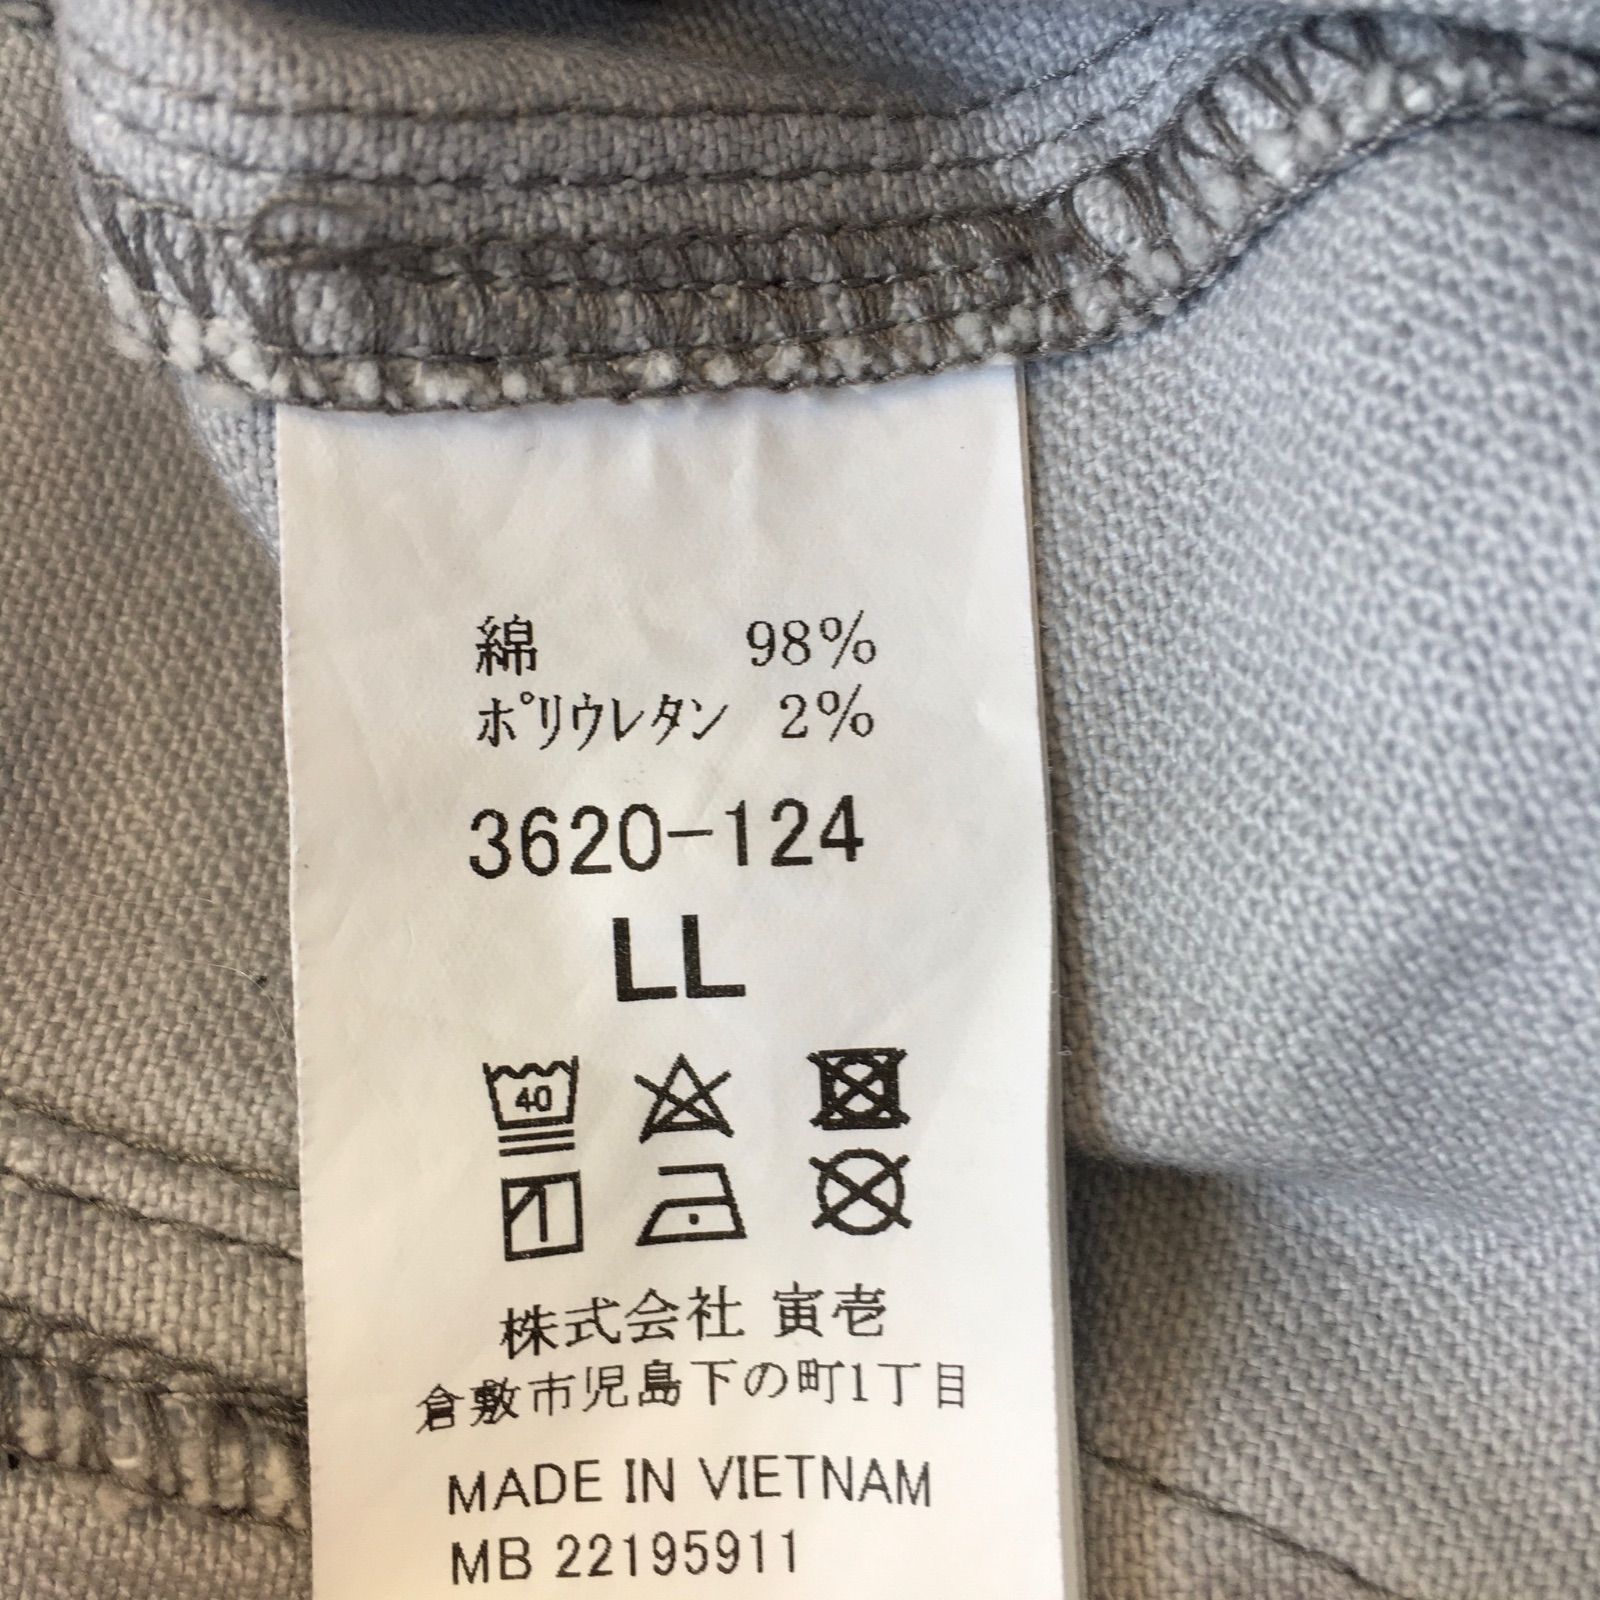 綿 98%
ポリウレタン 2%
3620-124
LL
40
株式会社 寅壱
倉敷市児島下の町1丁目
MADE IN VIETNAM
MB 22195911